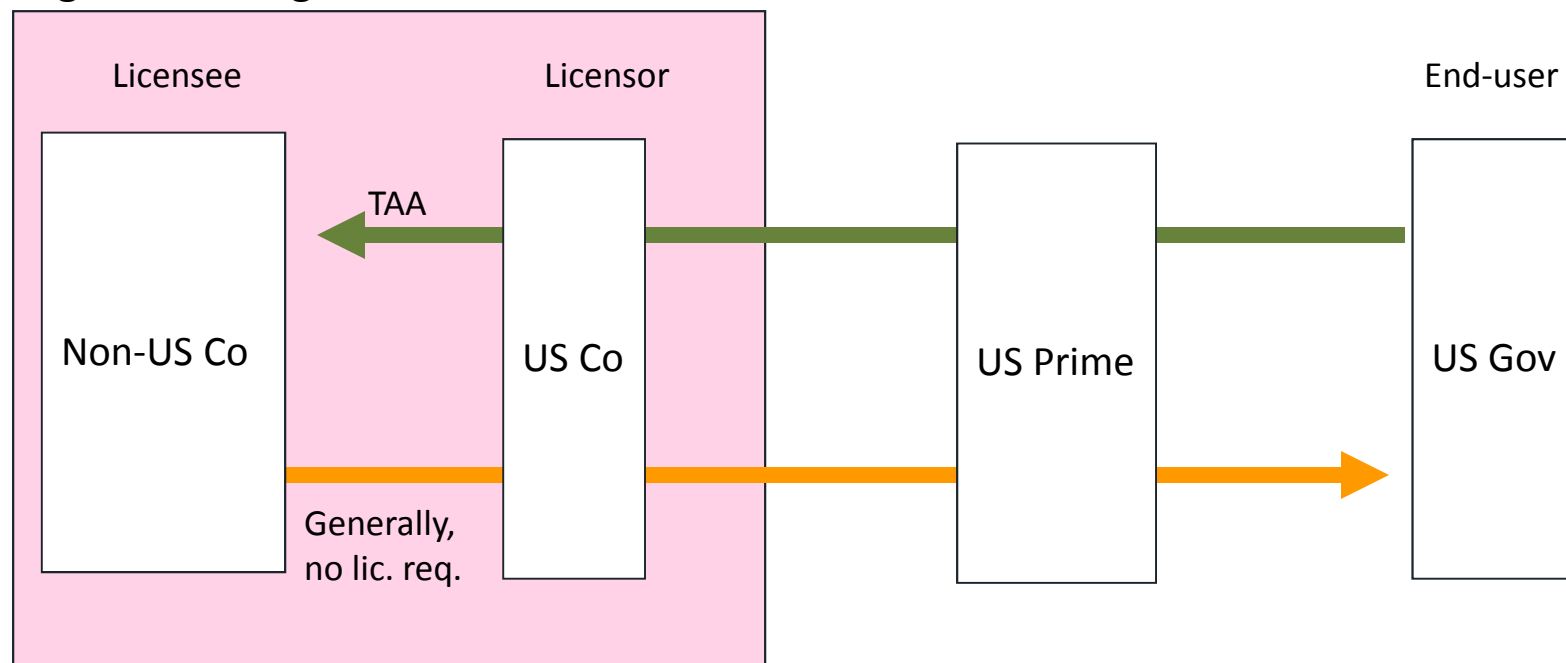 Licensee
Licensor
End-user
TAA
Non-US Co
US Co
US Prime
US Gov
Generally,
no lic. req.